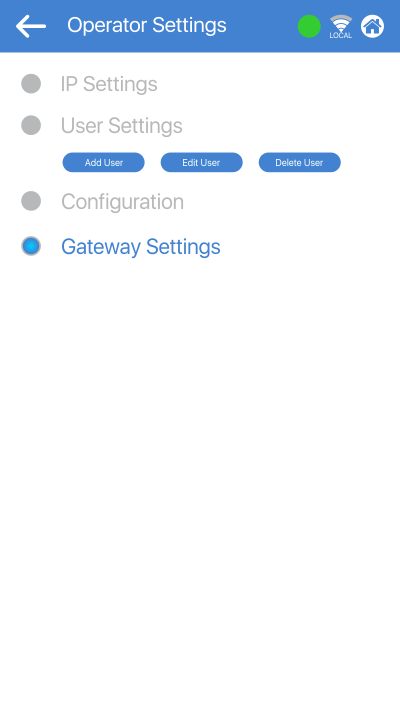 Operator Settings
LOCAL
IP Settings
User Settings
Add User Edit User Delete User
Configuration
Gateway Settings